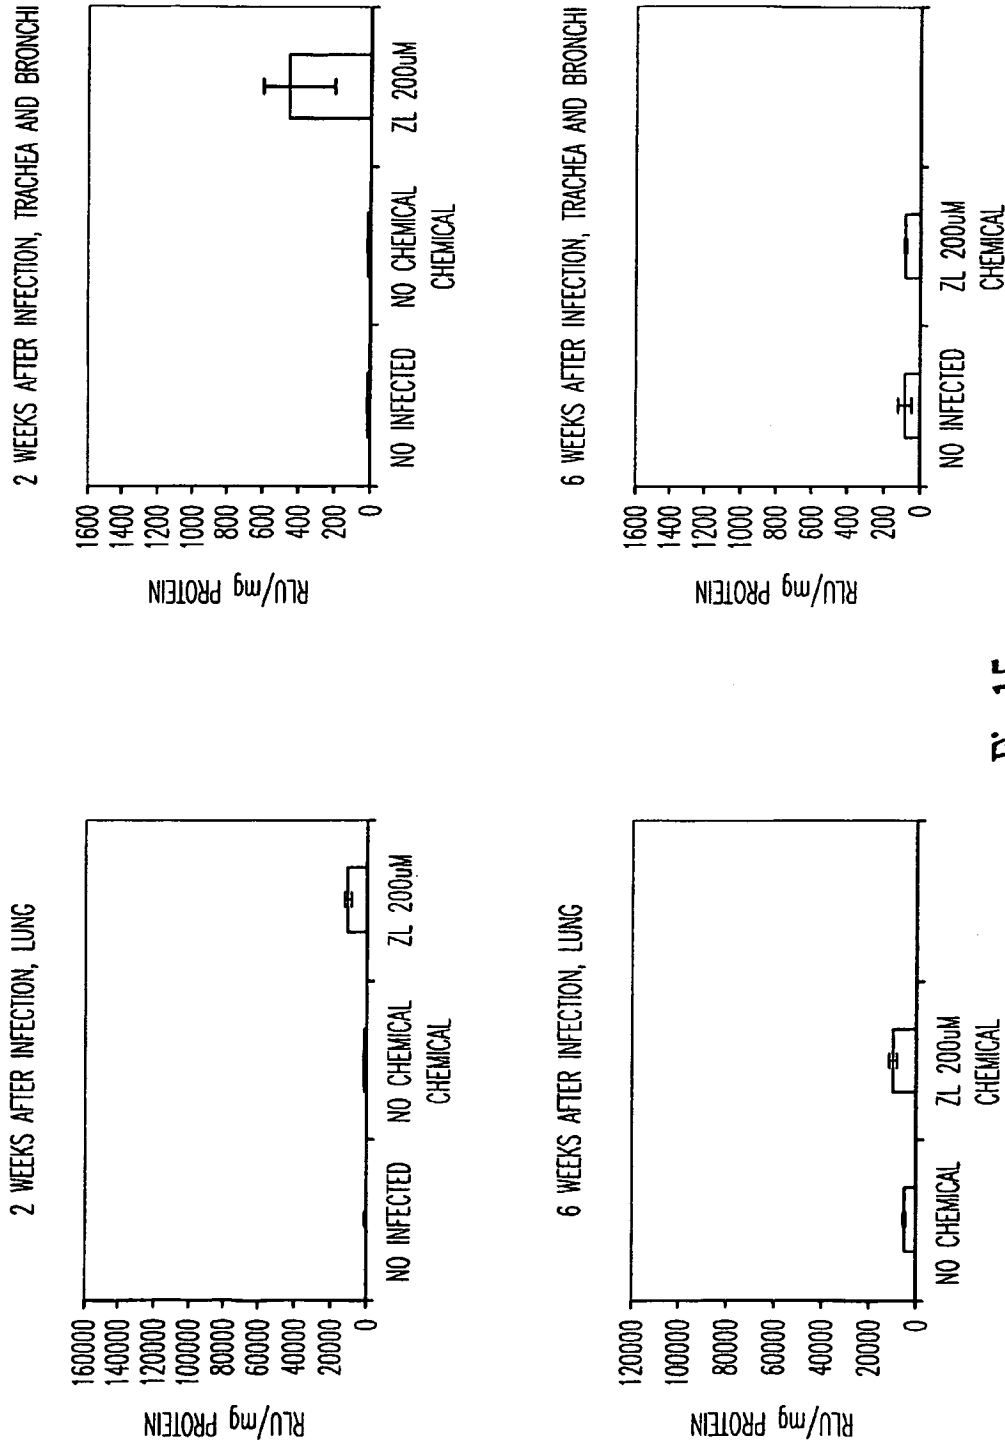 2 WEEKS AFTER INFECTION, LUNG
RLU/mg PROTEIN
160000
140000
120000
100000
80000
60000
40000
20000
0
NO INFECTED
NO CHEMICAL
ZL 200uM
CHEMICAL
2 WEEKS AFTER INFECTION, TRACHEA AND BRONCHI
RLU/mg PROTEIN
1600
1400
1200
1000
800
600
400
200
0
NO INFECTED
NO CHEMICAL
ZL 200uM
CHEMICAL
6 WEEKS AFTER INFECTION, LUNG
RLU/mg PROTEIN
120000
100000
80000
60000
40000
20000
0
NO CHEMICAL
ZL 200uM
CHEMICAL
6 WEEKS AFTER INFECTION, TRACHEA AND BRONCHI
RLU/mg PROTEIN
1600
1400
1200
1000
800
600
400
200
0
NO INFECTED
ZL 200uM
CHEMICAL